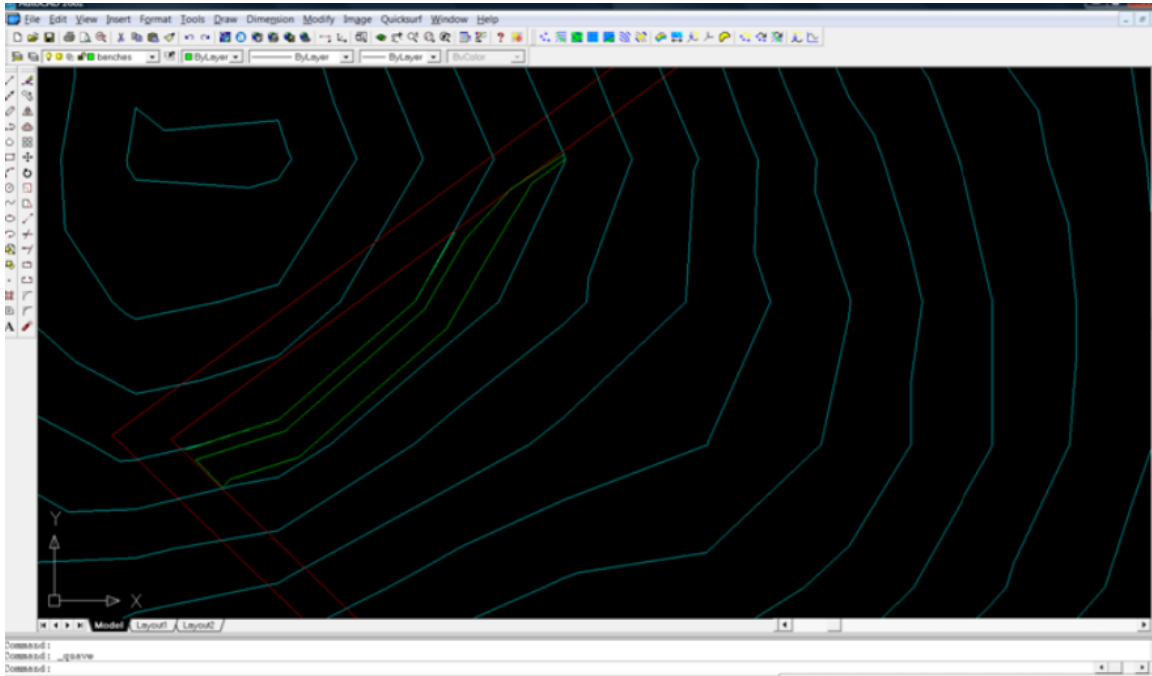 AutoCAD 2002
File Edit View Insert Format Tools Draw Dimension Modify Image Quicksurf Window Help
benches ByLayer ByLayer ByLayer ByColor
A
Y
X
Model Layout1 Layout2
Command:
Command: _qsave
Command: